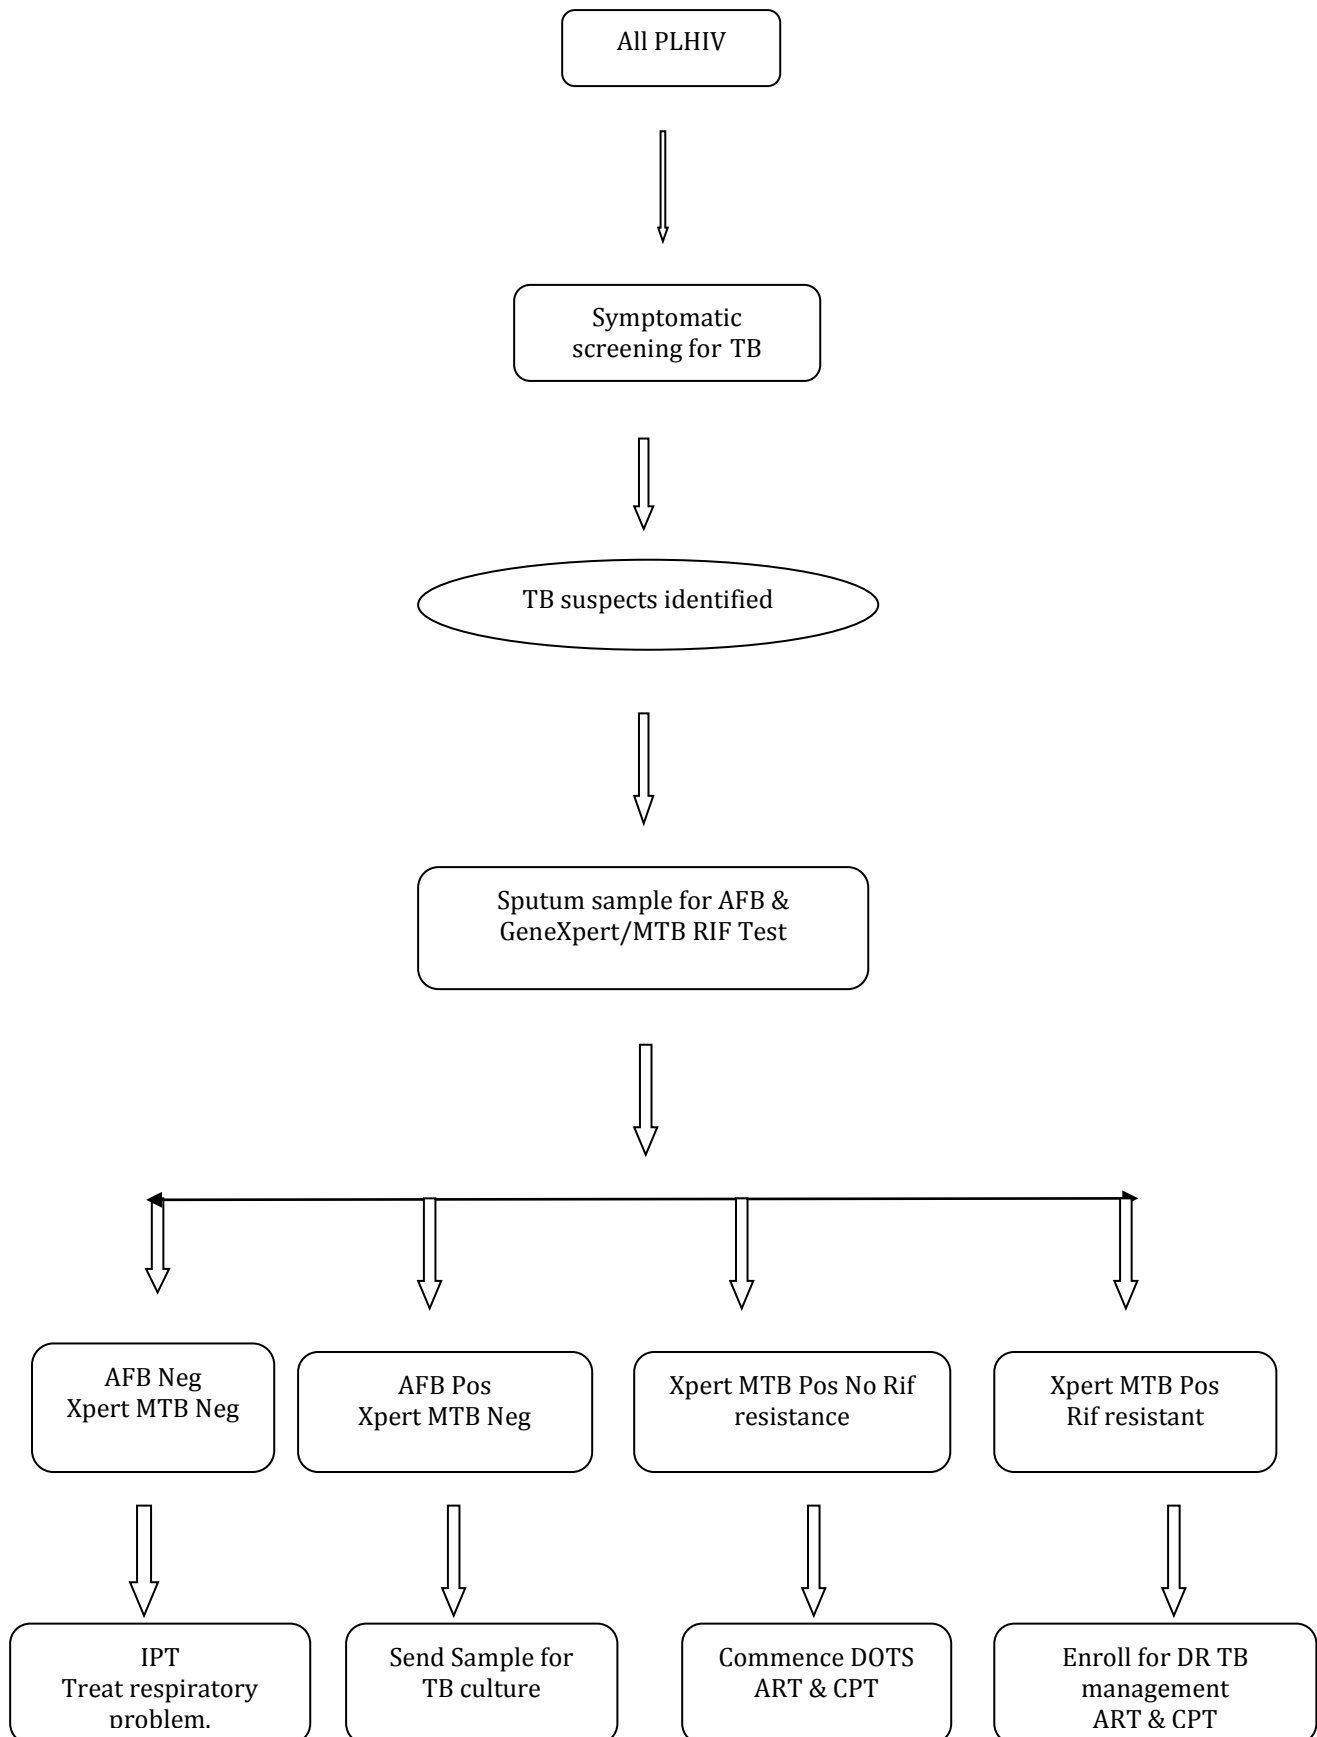 All PLHIV
Symptomatic
screening for TB
TB suspects identified
Sputum sample for AFB &
GeneXpert/MTB RIF Test
AFB Neg
Xpert MTB Neg
AFB Pos
Xpert MTB Neg
Xpert MTB Pos No Rif
resistance
Xpert MTB Pos
Rif resistant
IPT
Treat respiratory
problem.
Send Sample for
TB culture
Commence DOTS
ART & CPT
Enroll for DR TB
management
ART & CPT